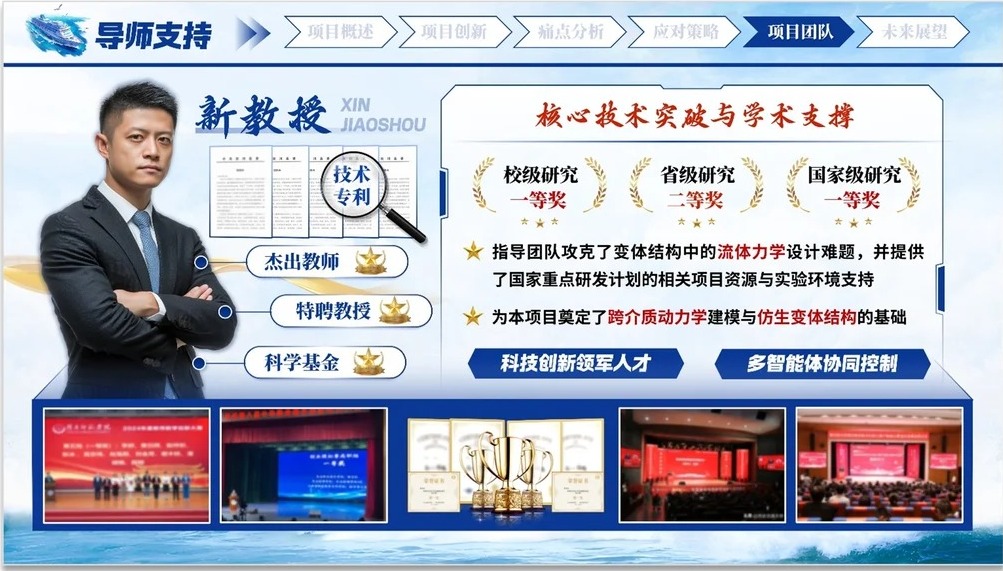 导师支持
项目概述
项目创新
痛点分析
应对策略
项目团队
未来展望
新教授
XIN
JIAOSHOU
技术
专利
杰出教师
特聘教授
科学基金
核心技术突破与学术支撑
校级研究
一等奖
省级研究
二等奖
国家级研究
一等奖
指导团队攻克了变体结构中的流体力学设计难题，并提供
了国家重点研发计划的相关项目资源与实验环境支持
为本项目奠定了跨介质动力学建模与仿生变体结构的基础
科技创新领军人才
多智能体协同控制
一等奖